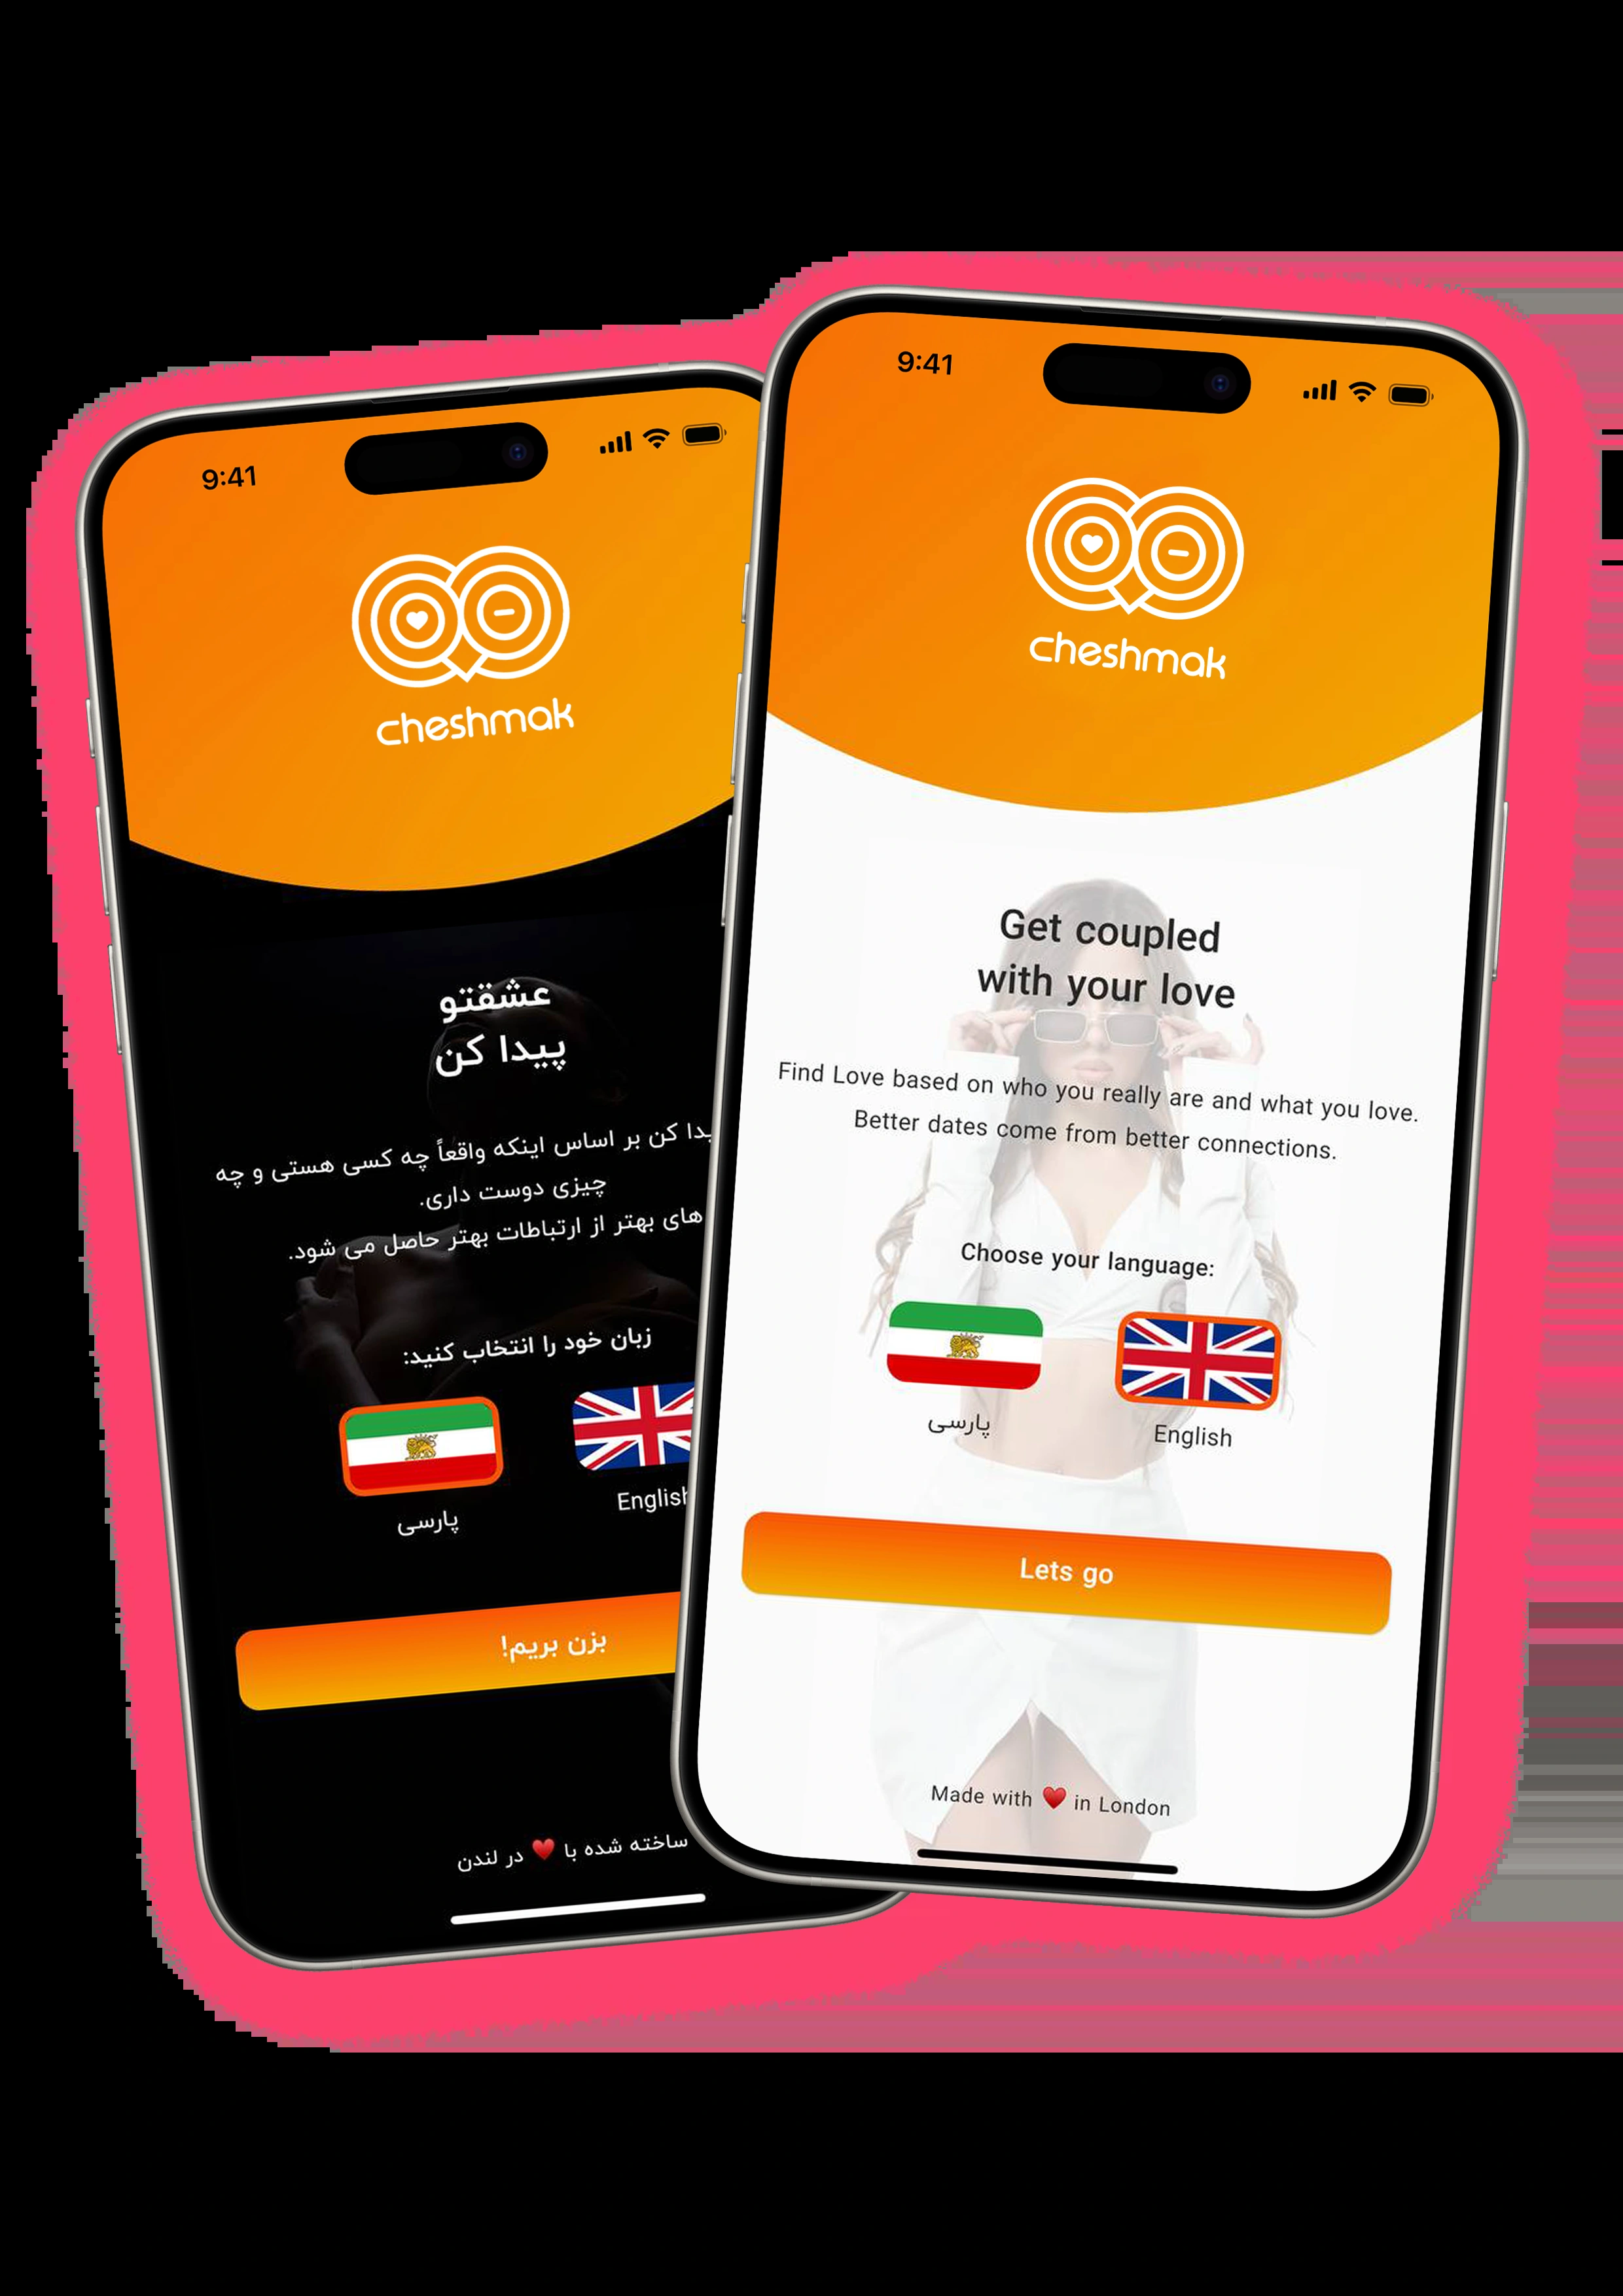 9:41
cheshmak
عشقتو
پیدا کن
کن بر اساس اینکه واقعاً چه کسی هستی و چه
چیزی دوست داری.
های بهتر از ارتباطات بهتر حاصل می شود.
زبان خود را انتخاب کنید:
پارسی
English
بزن بریم!
ساخته شده با ❤️ در لندن
9:41
cheshmak
Get coupled
with your love
Find Love based on who you really are and what you love.
Better dates come from better connections.
Choose your language:
پارسی
English
Lets go
Made with ❤️ in London